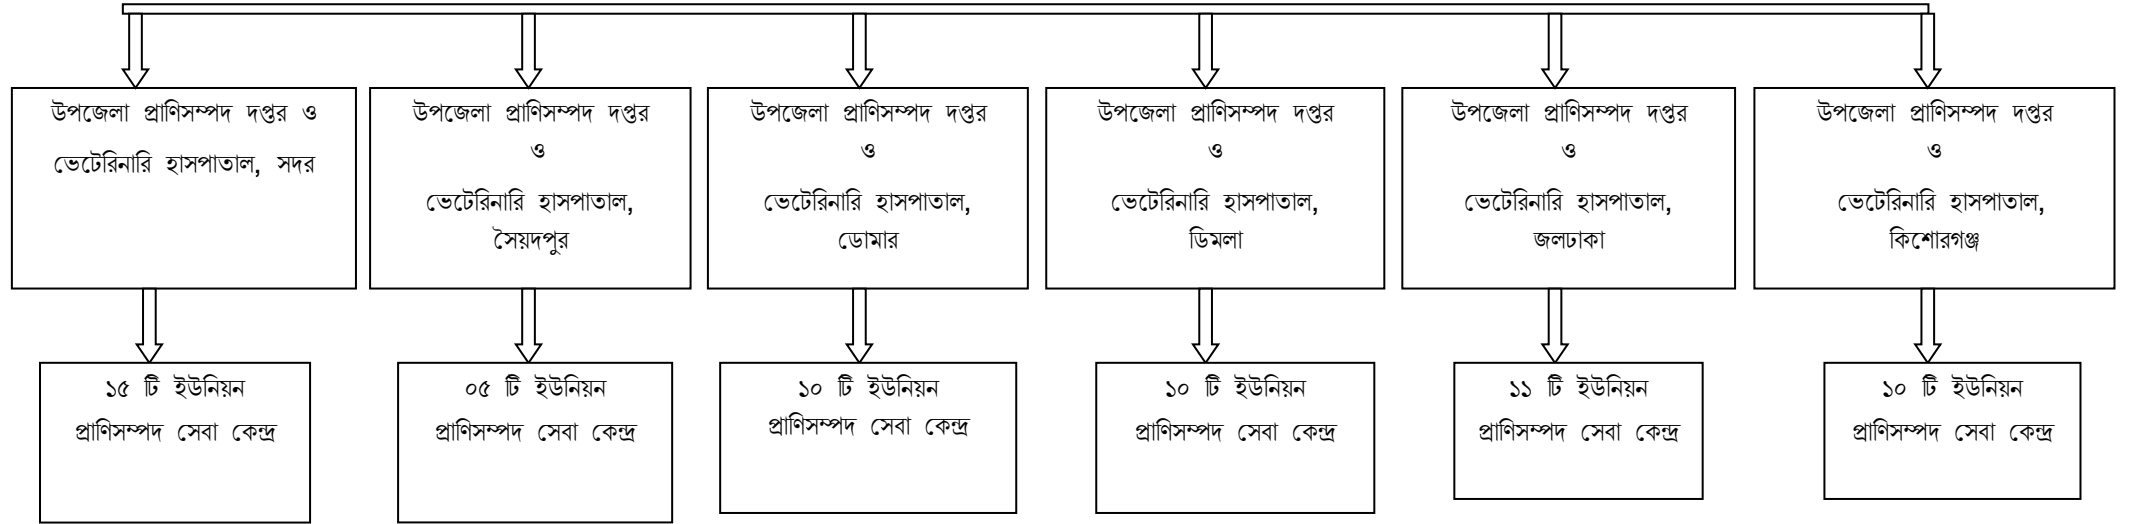 উপজেলা প্রাণিসম্পদ দপ্তর ও
ভেটেরিনারি হাসপাতাল, সদর
উপজেলা প্রাণিসম্পদ দপ্তর
ও
ভেটেরিনারি হাসপাতাল,
সৈয়দপুর
উপজেলা প্রাণিসম্পদ দপ্তর
ও
ভেটেরিনারি হাসপাতাল,
ডোমার
উপজেলা প্রাণিসম্পদ দপ্তর
ও
ভেটেরিনারি হাসপাতাল,
ডিমলা
উপজেলা প্রাণিসম্পদ দপ্তর
ও
ভেটেরিনারি হাসপাতাল,
জলঢাকা
উপজেলা প্রাণিসম্পদ দপ্তর
ও
ভেটেরিনারি হাসপাতাল,
কিশোরগঞ্জ
১৫ টি ইউনিয়ন
প্রাণিসম্পদ সেবা কেন্দ্র
০৫ টি ইউনিয়ন
প্রাণিসম্পদ সেবা কেন্দ্র
১০ টি ইউনিয়ন
প্রাণিসম্পদ সেবা কেন্দ্র
১০ টি ইউনিয়ন
প্রাণিসম্পদ সেবা কেন্দ্র
১১ টি ইউনিয়ন
প্রাণিসম্পদ সেবা কেন্দ্র
১০ টি ইউনিয়ন
প্রাণিসম্পদ সেবা কেন্দ্র